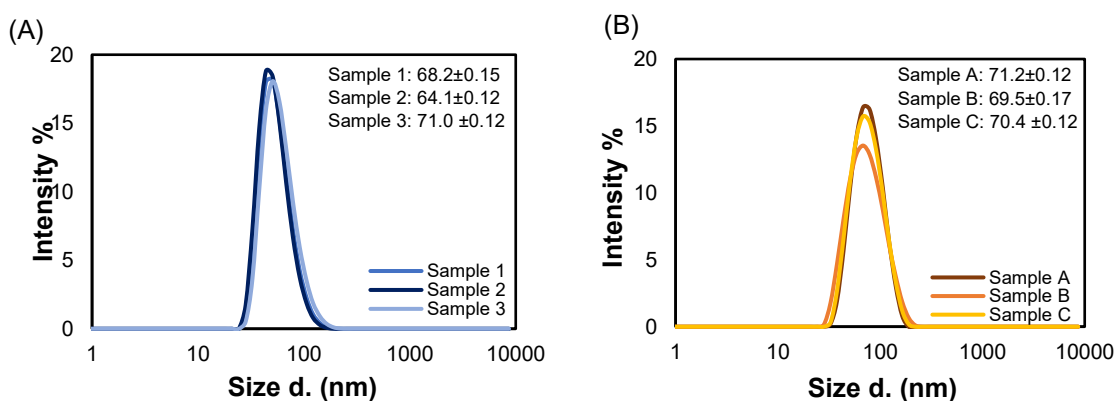 (A)
20
15
10
5
0
Intensity %
Sample 1: 68.2±0.15
Sample 2: 64.1±0.12
Sample 3: 71.0 ±0.12
Sample 1
Sample 2
Sample 3
1 10 100 1000 10000
Size d. (nm)
(B)
20
15
10
5
0
Intensity %
Sample A: 71.2±0.12
Sample B: 69.5±0.17
Sample C: 70.4 ±0.12
Sample A
Sample B
Sample C
1 10 100 1000 10000
Size d. (nm)